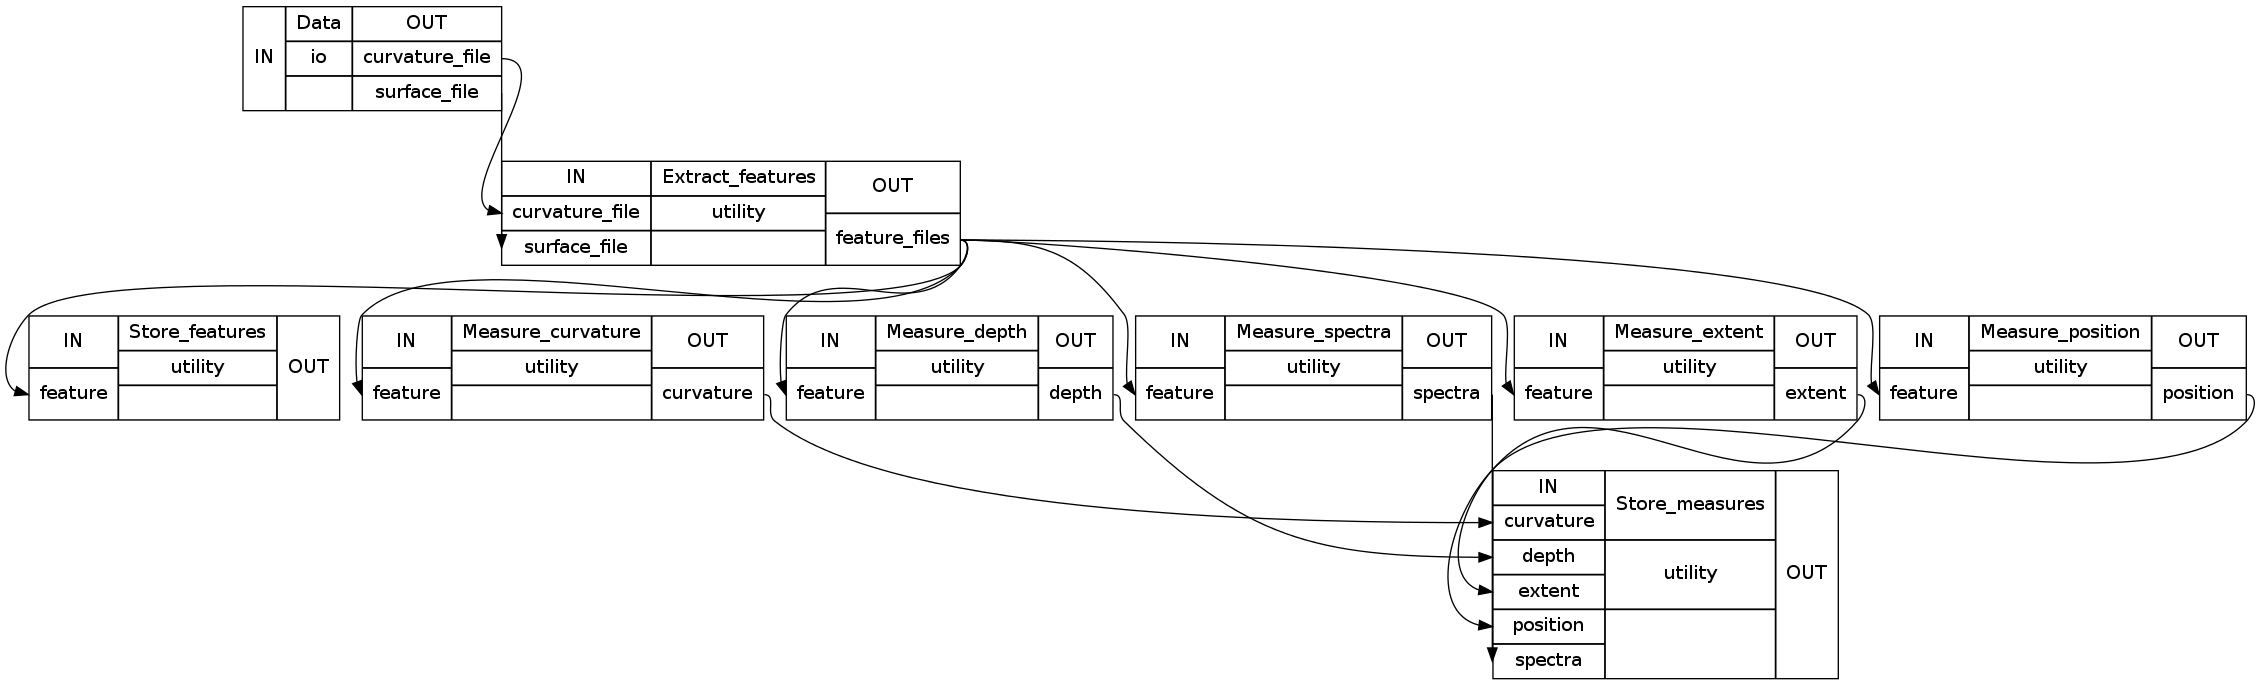 IN Data OUT
io curvature_file
surface_file
IN Extract_features OUT
curvature_file utility
surface_file feature_files
IN Store_features OUT
feature utility
IN Measure_curvature OUT
feature utility curvature
IN Measure_depth OUT
feature utility depth
IN Measure_spectra OUT
feature utility spectra
IN Measure_extent OUT
feature utility extent
IN Measure_position OUT
feature utility position
IN Store_measures OUT
curvature
depth utility
extent
position
spectra